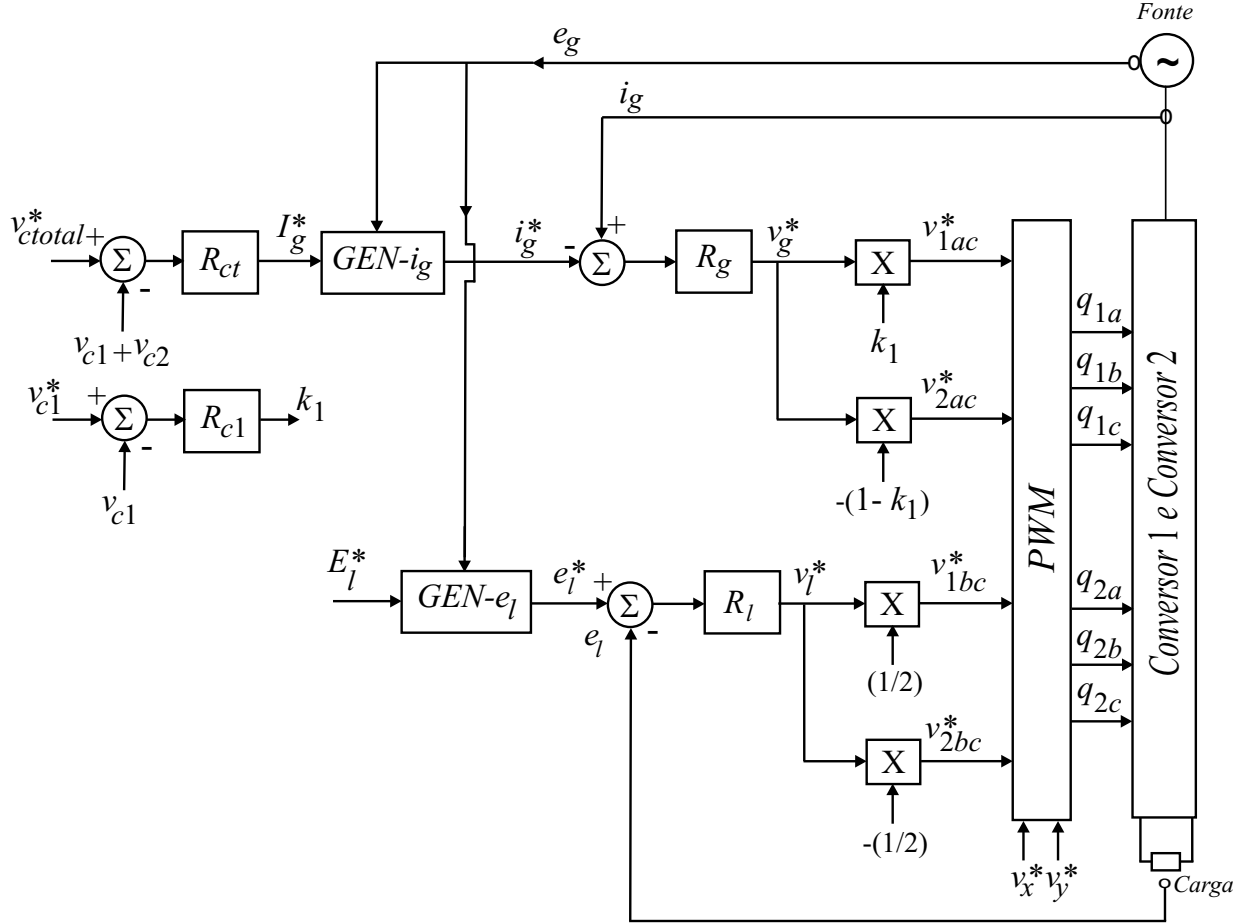 Fonte
~
e_g
i_g
v*_ctotal + Σ -
R_ct
I*_g
GEN-i_g
i*_g
- + Σ
R_g
v*_g
X
v*_1ac
k_1
v_c1+v_c2
v*_c1 + Σ -
R_c1
k_1
v_c1
X
v*_2ac
-(1- k_1)
PWM
q_1a
q_1b
q_1c
q_2a
q_2b
q_2c
Conversor 1 e Conversor 2
E*_l
GEN-e_l
e*_l + Σ -
e_l
R_l
v*_l
X
v*_1bc
(1/2)
X
v*_2bc
-(1/2)
v*_x v*_y
Carga